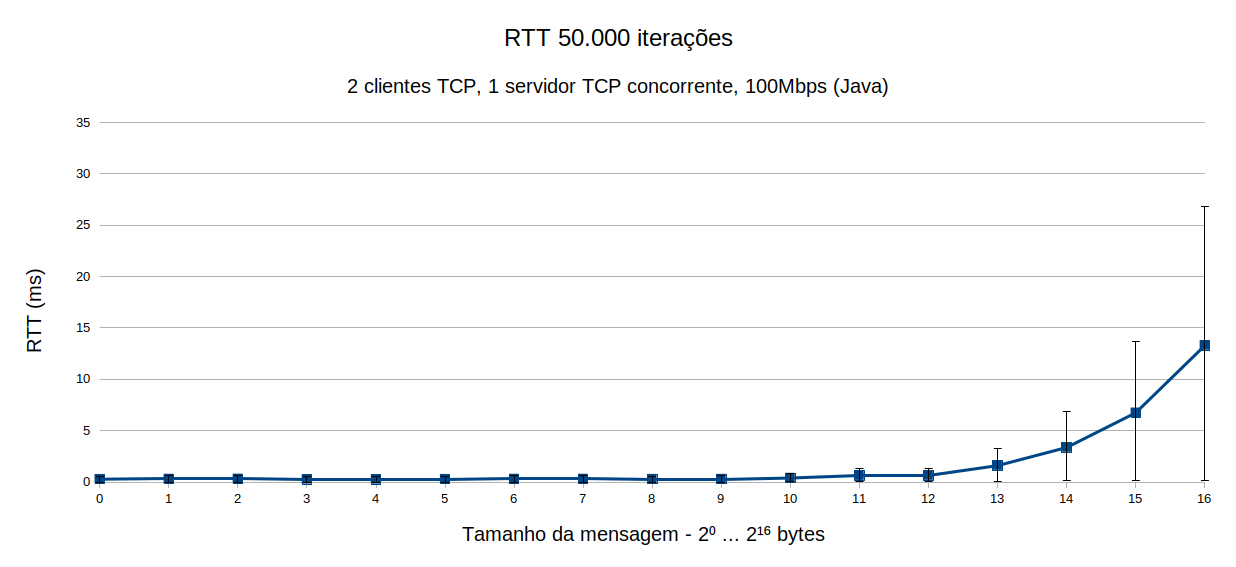 RTT 50.000 iterações
2 clientes TCP, 1 servidor TCP concorrente, 100Mbps (Java)
35
30
25
20
15
10
5
0
RTT (ms)
0 1 2 3 4 5 6 7 8 9 10 11 12 13 14 15 16
Tamanho da mensagem - 2⁰ ... 2¹⁶ bytes